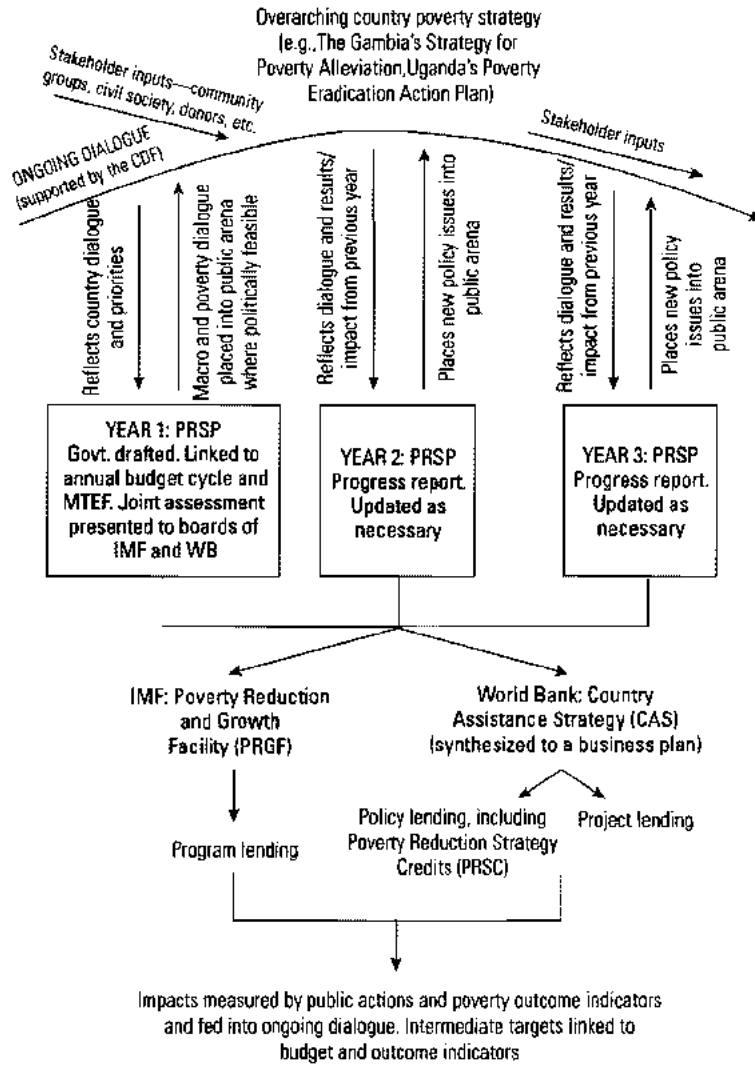 Overarching country poverty strategy
(e.g.,The Gambia's Strategy for
Poverty Alleviation,Uganda's Poverty
Eradication Action Plan)
Stakeholder inputs—community
groups, civil society, donors, etc.
Stakeholder inputs
ONGOING DIALOGUE
(supported by the CDF)
Reflects country dialogue
and priorities
Macro and poverty dialogue
placed into public arena
where politically feasible
Reflects dialogue and results/
impact from previous year
Places new policy issues into
public arena
Reflects dialogue and results/
impact from previous year
Places new policy
issues into
public arena
YEAR 1: PRSP
Govt. drafted. Linked to
annual budget cycle and
MTEF. Joint assessment
presented to boards of
IMF and WB
YEAR 2: PRSP
Progress report.
Updated as
necessary
YEAR 3: PRSP
Progress report.
Updated as
necessary
IMF: Poverty Reduction
and Growth
Facility (PRGF)
World Bank: Country
Assistance Strategy (CAS)
(synthesized to a business plan)
Program lending
Policy lending, including
Poverty Reduction Strategy
Credits (PRSC)
Project lending
Impacts measured by public actions and poverty outcome indicators
and fed into ongoing dialogue. Intermediate targets linked to
budget and outcome indicators